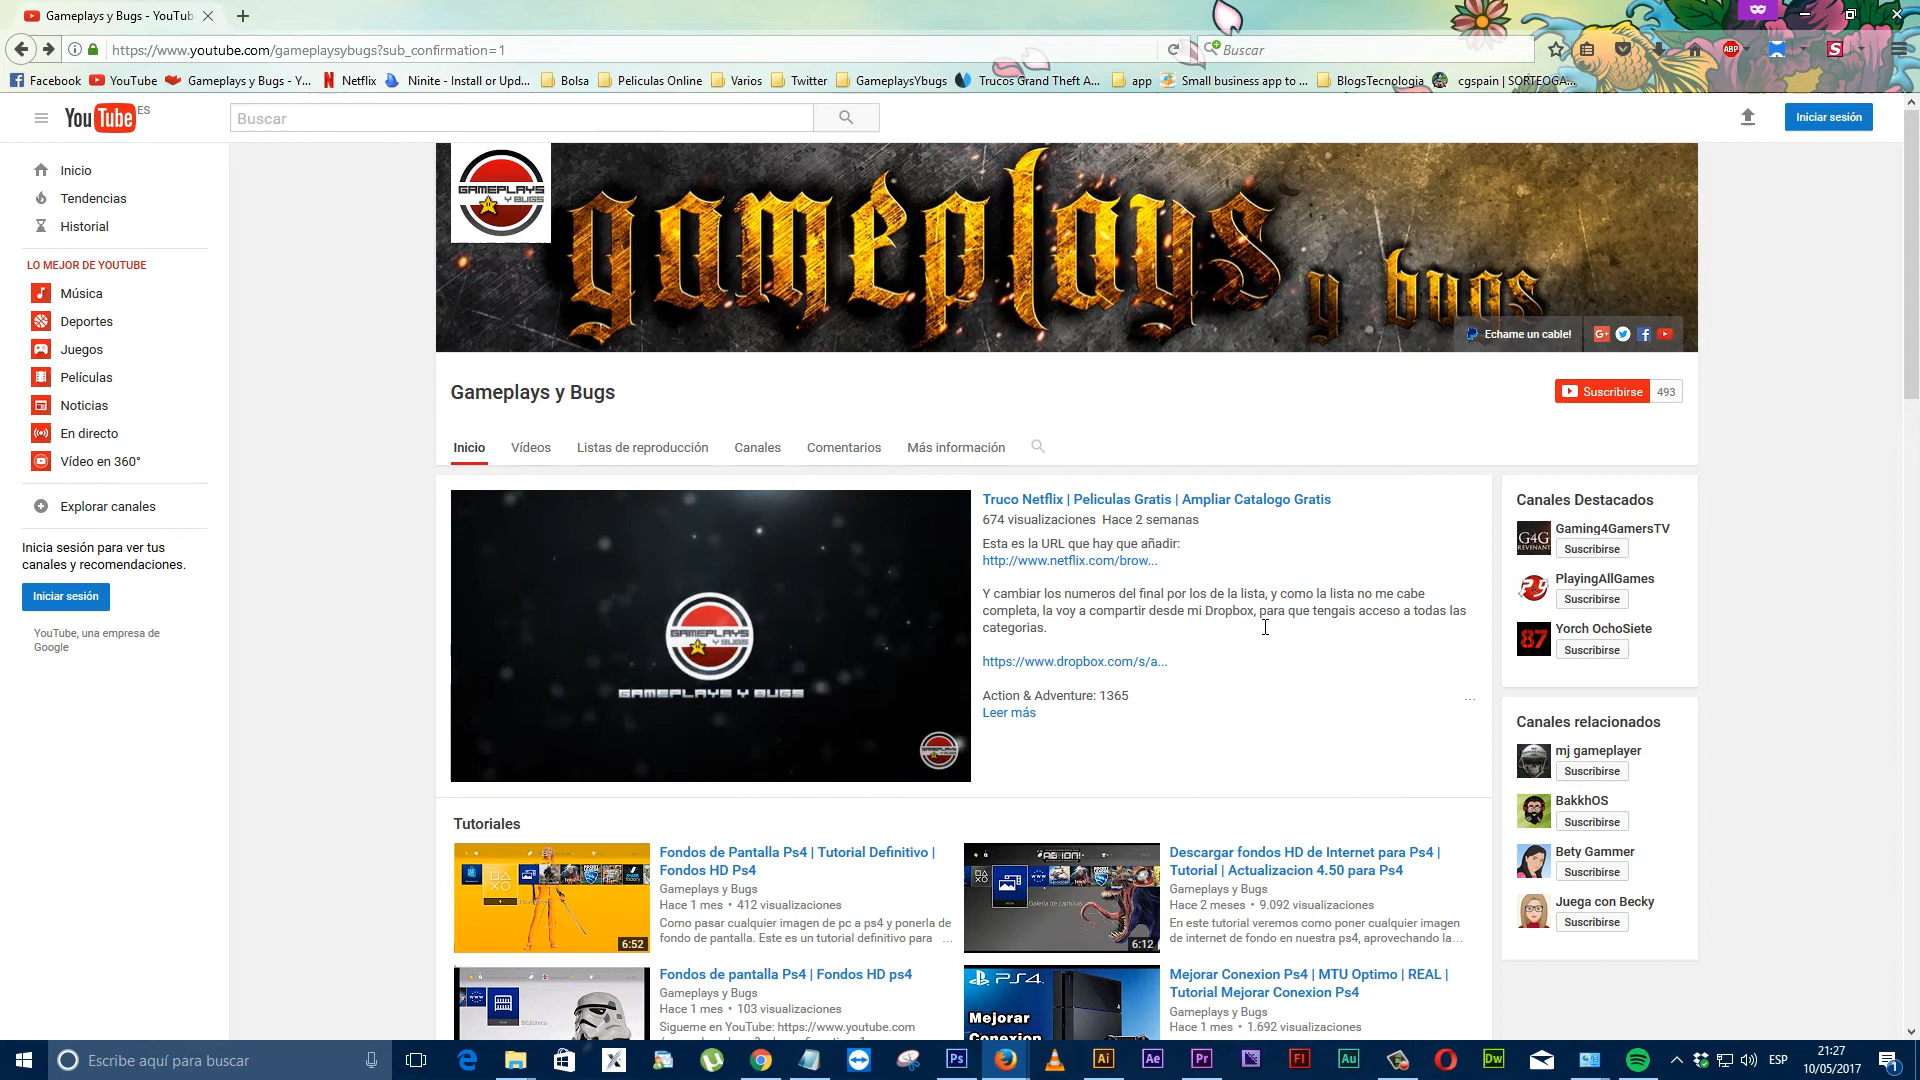 Gameplays y Bugs - YouTub
https://www.youtube.com/gameplaysybugs?sub_confirmation=1
Buscar
Facebook YouTube Gameplays y Bugs - Y... Netflix Ninite - Install or Upd... Bolsa Peliculas Online Varios Twitter GameplaysYbugs Trucos Grand Theft A... app Small business app to ... BlogsTecnologia cgspain | SORTEOGA...
YouTube ES
Buscar
Iniciar sesión
Inicio
Tendencias
Historial
LO MEJOR DE YOUTUBE
Música
Deportes
Juegos
Películas
Noticias
En directo
Vídeo en 360°
Explorar canales
Inicia sesión para ver tus
canales y recomendaciones.
Iniciar sesión
YouTube, una empresa de
Google
GAMEPLAYS
Y BUGS
gameplays
y bugs
Echame un cable!
Gameplays y Bugs
Suscribirse 493
Inicio Vídeos Listas de reproducción Canales Comentarios Más información
GAMEPLAYS
Y BUGS
GAMEPLAYS Y BUGS
Truco Netflix | Peliculas Gratis | Ampliar Catalogo Gratis
674 visualizaciones Hace 2 semanas
Esta es la URL que hay que añadir:
http://www.netflix.com/brow...
Y cambiar los numeros del final por los de la lista, y como la lista no me cabe
completa, la voy a compartir desde mi Dropbox, para que tengais acceso a todas las
categorias.
https://www.dropbox.com/s/a...
Action & Adventure: 1365
...
Leer más
Canales Destacados
Gaming4GamersTV
Suscribirse
PlayingAllGames
Suscribirse
Yorch OchoSiete
Suscribirse
Canales relacionados
mj gameplayer
Suscribirse
BakkhOS
Suscribirse
Bety Gammer
Suscribirse
Juega con Becky
Suscribirse
Tutoriales
6:52
Fondos de Pantalla Ps4 | Tutorial Definitivo |
Fondos HD Ps4
Gameplays y Bugs
Hace 1 mes • 412 visualizaciones
Como pasar cualquier imagen de pc a ps4 y ponerla de
fondo de pantalla. Este es un tutorial definitivo para ...
6:12
Descargar fondos HD de Internet para Ps4 |
Tutorial | Actualizacion 4.50 para Ps4
Gameplays y Bugs
Hace 2 meses • 9.092 visualizaciones
En este tutorial veremos como poner cualquier imagen
de internet de fondo en nuestra ps4, aprovechando la...
Fondos de pantalla Ps4 | Fondos HD ps4
Gameplays y Bugs
Hace 1 mes • 103 visualizaciones
Sigueme en YouTube: https://www.youtube.com
PS4
Mejorar
Conexion
Mejorar Conexion Ps4 | MTU Optimo | REAL |
Tutorial Mejorar Conexion Ps4
Gameplays y Bugs
Hace 1 mes • 1.692 visualizaciones
Escribe aquí para buscar
ESP
21:27
10/05/2017